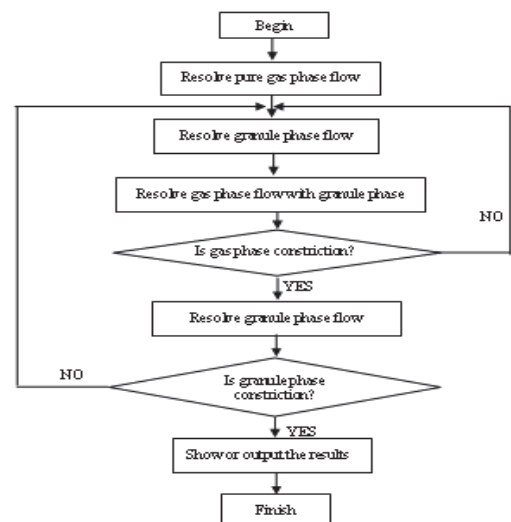 Begin
Resolve pure gas phase flow
Resolve granule phase flow
Resolve gas phase flow with granule phase
NO
Is gas phase constriction?
YES
Resolve granule phase flow
NO
Is granule phase
constriction?
YES
Show or output the results
Finish